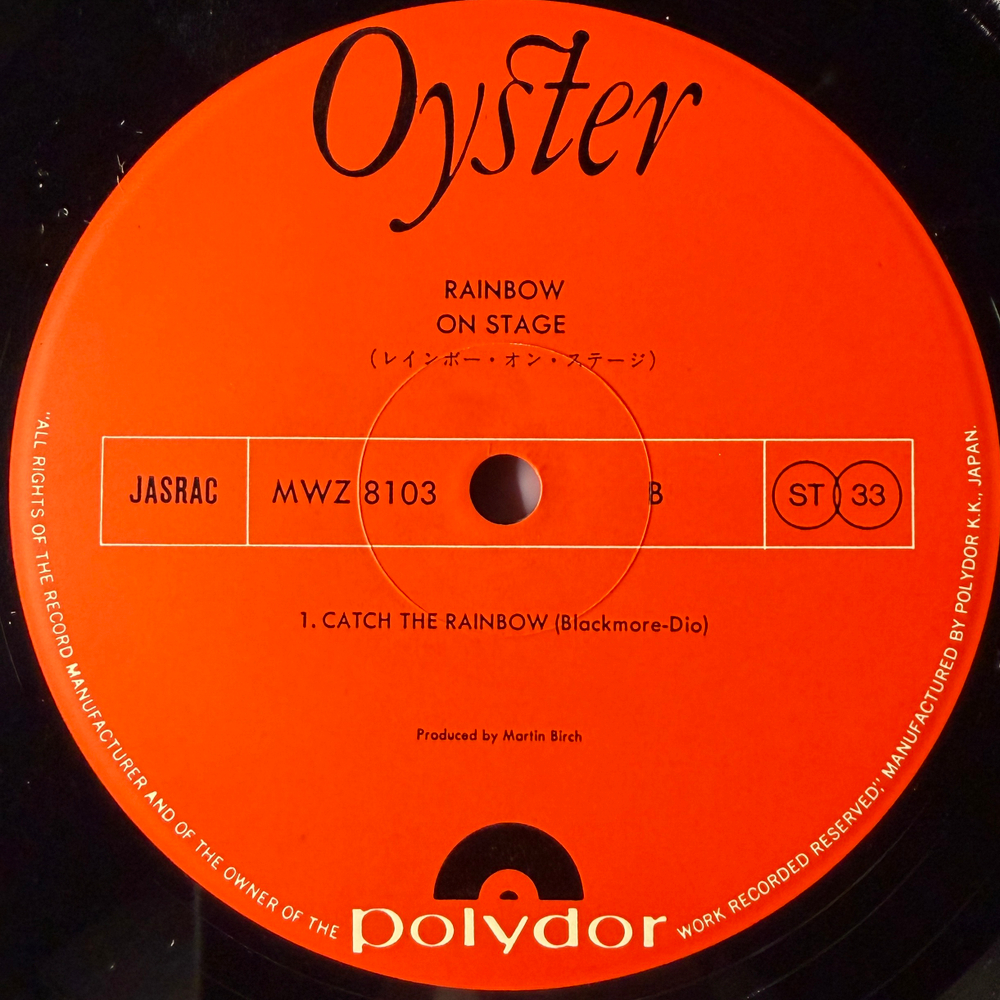 Oyster
RAINBOW
ON STAGE
(レインボー・オン・ステージ)
JASRAC MWZ 8103 B ST 33
1. CATCH THE RAINBOW (Blackmore-Dio)
Produced by Martin Birch
polydor
"ALL RIGHTS OF THE RECORD MANUFACTURER AND OF THE OWNER OF THE WORK RECORDED RESERVED," MANUFACTURED BY POLYDOR K.K., JAPAN.